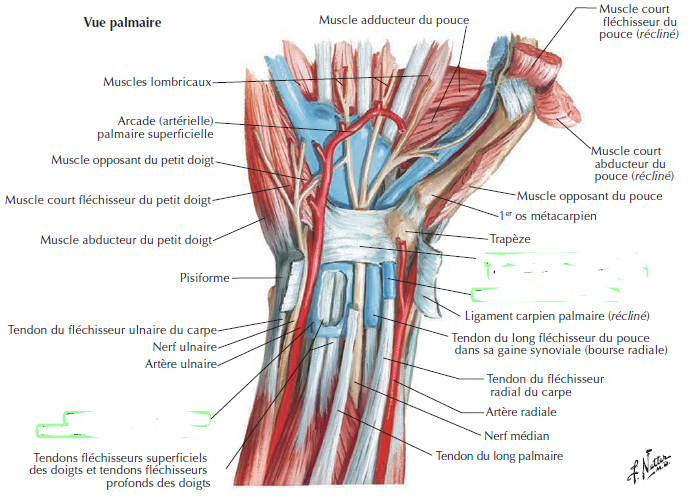 Vue palmaire
Muscle adducteur du pouce
Muscle court
fléchisseur du
pouce (récliné)
Muscles lombricaux
Arcade (artérielle)
palmaire superficielle
Muscle opposant du petit doigt
Muscle court fléchisseur du petit doigt
Muscle abducteur du petit doigt
Pisiforme
Tendon du fléchisseur ulnaire du carpe
Nerf ulnaire
Artère ulnaire
Tendons fléchisseurs superficiels
des doigts et tendons fléchisseurs
profonds des doigts
Muscle court
abducteur du
pouce (récliné)
Muscle opposant du pouce
1er os métacarpien
Trapèze
Ligament carpien palmaire (récliné)
Tendon du long fléchisseur du pouce
dans sa gaine synoviale (bourse radiale)
Tendon du fléchisseur
radial du carpe
Artère radiale
Nerf médian
Tendon du long palmaire
F. Netter
M.D.